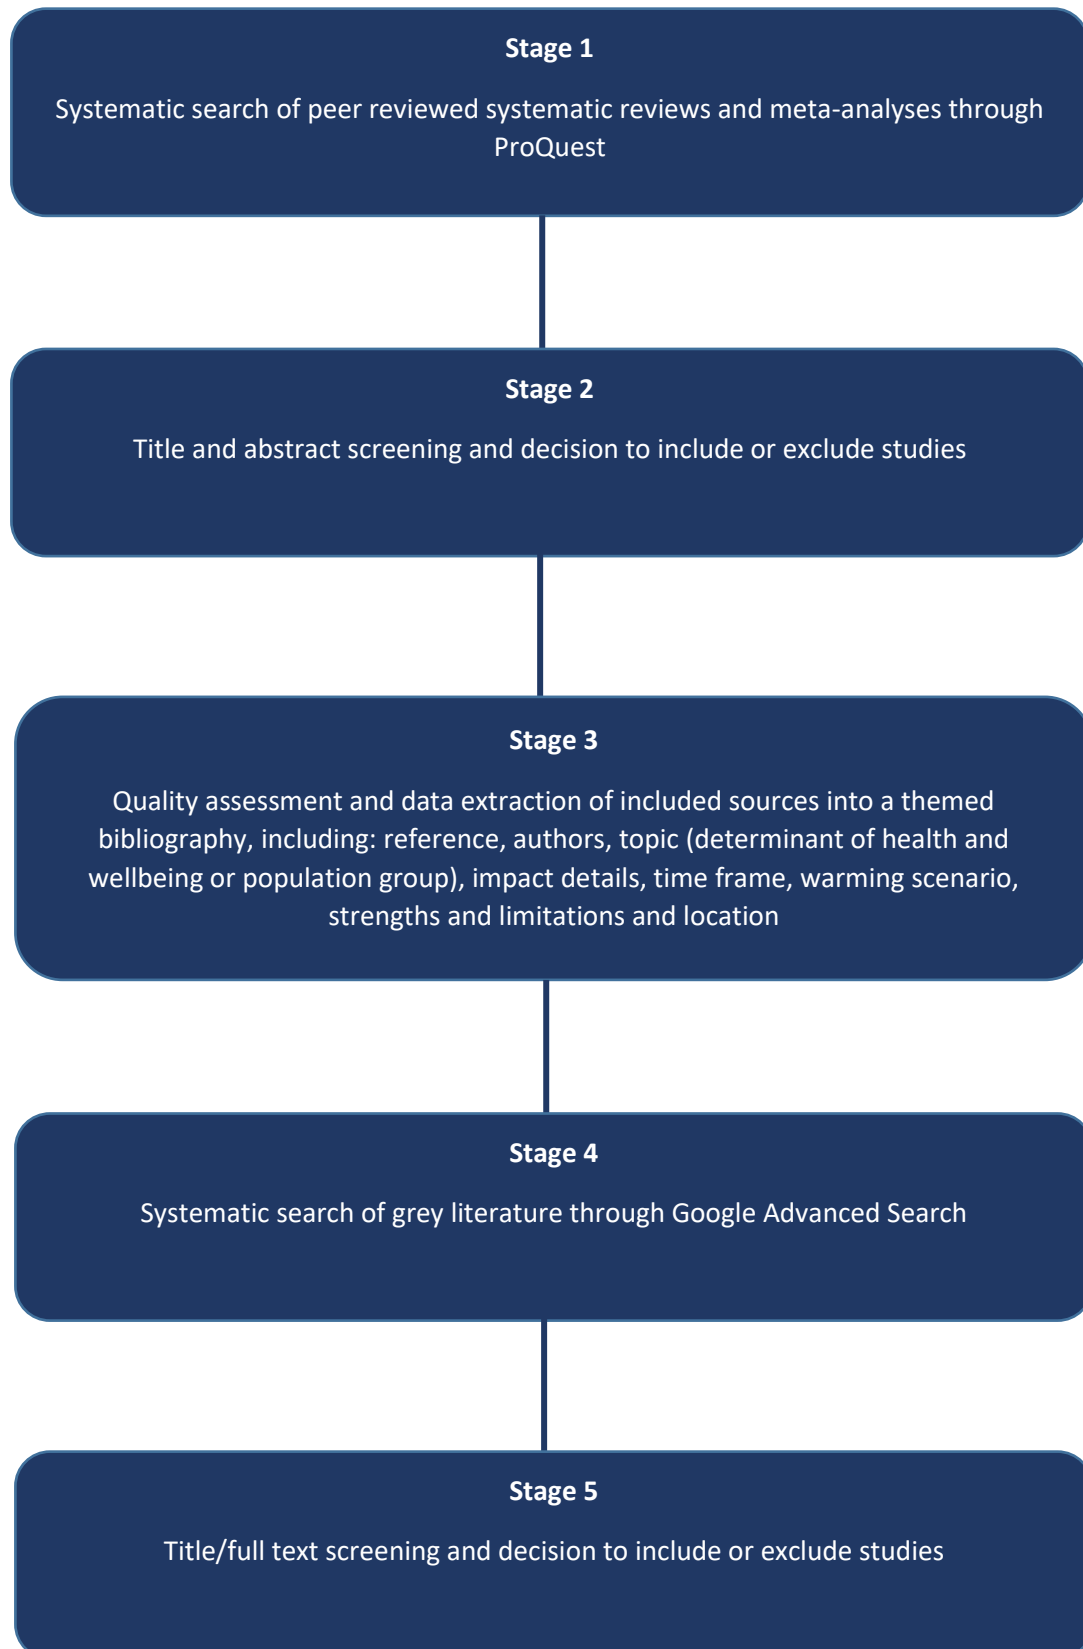 Stage 1
Systematic search of peer reviewed systematic reviews and meta-analyses through
ProQuest
Stage 2
Title and abstract screening and decision to include or exclude studies
Stage 3
Quality assessment and data extraction of included sources into a themed
bibliography, including: reference, authors, topic (determinant of health and
wellbeing or population group), impact details, time frame, warming scenario,
strengths and limitations and location
Stage 4
Systematic search of grey literature through Google Advanced Search
Stage 5
Title/full text screening and decision to include or exclude studies